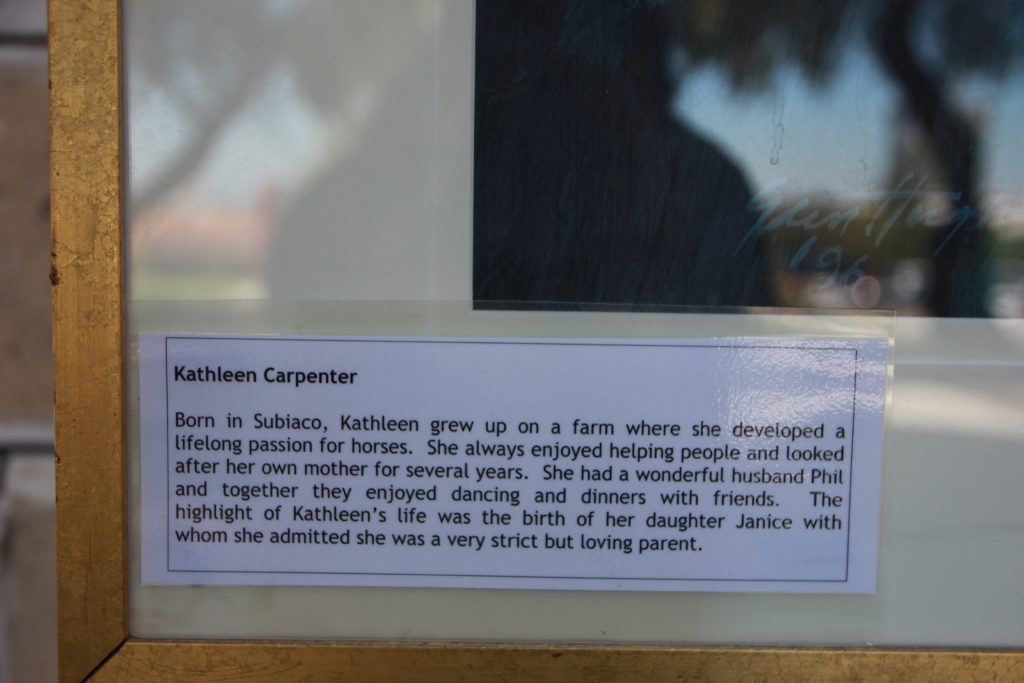 Glen Hug
'96
Kathleen Carpenter
Born in Subiaco, Kathleen grew up on a farm where she developed a
lifelong passion for horses. She always enjoyed helping people and looked
after her own mother for several years. She had a wonderful husband Phil
and together they enjoyed dancing and dinners with friends. The
highlight of Kathleen's life was the birth of her daughter Janice with
whom she admitted she was a very strict but loving parent.